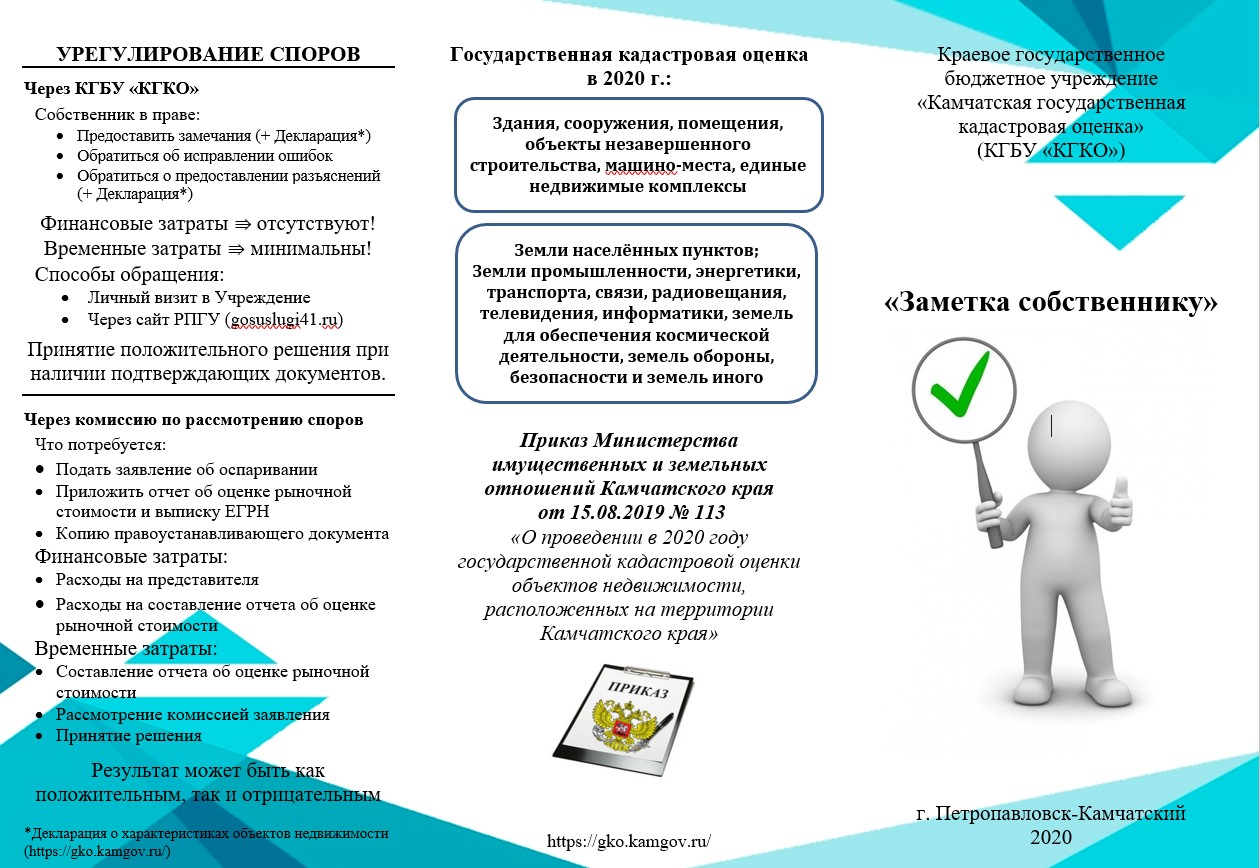 УРЕГУЛИРОВАНИЕ СПОРОВ
Через КГБУ «КГКО»
Собственник в праве:
• Предоставить замечания (+ Декларация*)
• Обратиться об исправлении ошибок
• Обратиться о предоставлении разъяснений
(+ Декларация*)
Финансовые затраты ⇛ отсутствуют!
Временные затраты ⇛ минимальны!
Способы обращения:
• Личный визит в Учреждение
• Через сайт РПГУ (gosuslugi41.ru)
Принятие положительного решения при
наличии подтверждающих документов.
Через комиссию по рассмотрению споров
Что потребуется:
• Подать заявление об оспаривании
• Приложить отчет об оценке рыночной
стоимости и выписку ЕГРН
• Копию правоустанавливающего документа
Финансовые затраты:
• Расходы на представителя
• Расходы на составление отчета об оценке
рыночной стоимости
Временные затраты:
• Составление отчета об оценке рыночной
стоимости
• Рассмотрение комиссией заявления
• Принятие решения
Результат может быть как
положительным, так и отрицательным
*Декларация о характеристиках объектов недвижимости
(https://gko.kamgov.ru/)
Государственная кадастровая оценка
в 2020 г.:
Здания, сооружения, помещения,
объекты незавершенного
строительства, машино-места, единые
недвижимые комплексы
Земли населённых пунктов;
Земли промышленности, энергетики,
транспорта, связи, радиовещания,
телевидения, информатики, земель
для обеспечения космической
деятельности, земель обороны,
безопасности и земель иного
Приказ Министерства
имущественных и земельных
отношений Камчатского края
от 15.08.2019 № 113
«О проведении в 2020 году
государственной кадастровой оценки
объектов недвижимости,
расположенных на территории
Камчатского края»
ПРИКАЗ
https://gko.kamgov.ru/
Краевое государственное
бюджетное учреждение
«Камчатская государственная
кадастровая оценка»
(КГБУ «КГКО»)
«Заметка собственнику»
г. Петропавловск-Камчатский
2020